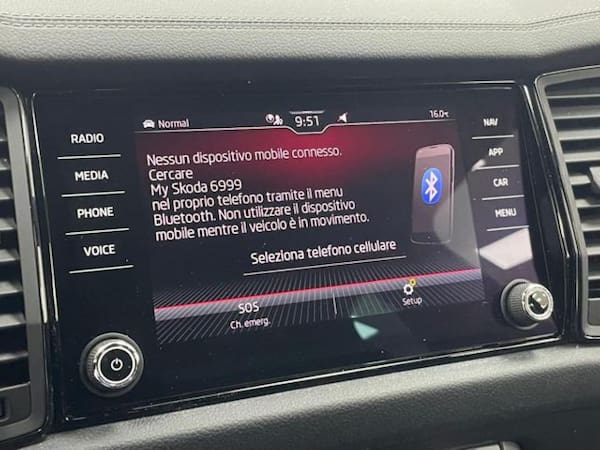 Normal
9:51
16.0
RADIO
MEDIA
PHONE
VOICE
Nessun dispositivo mobile connesso.
Cercare
My Skoda 6999
nel proprio telefono tramite il menu
Bluetooth. Non utilizzare il dispositivo
mobile mentre il veicolo è in movimento.
Seleziona telefono cellulare
SOS
Ch. emerg.
Setup
NAV
APP
CAR
MENU